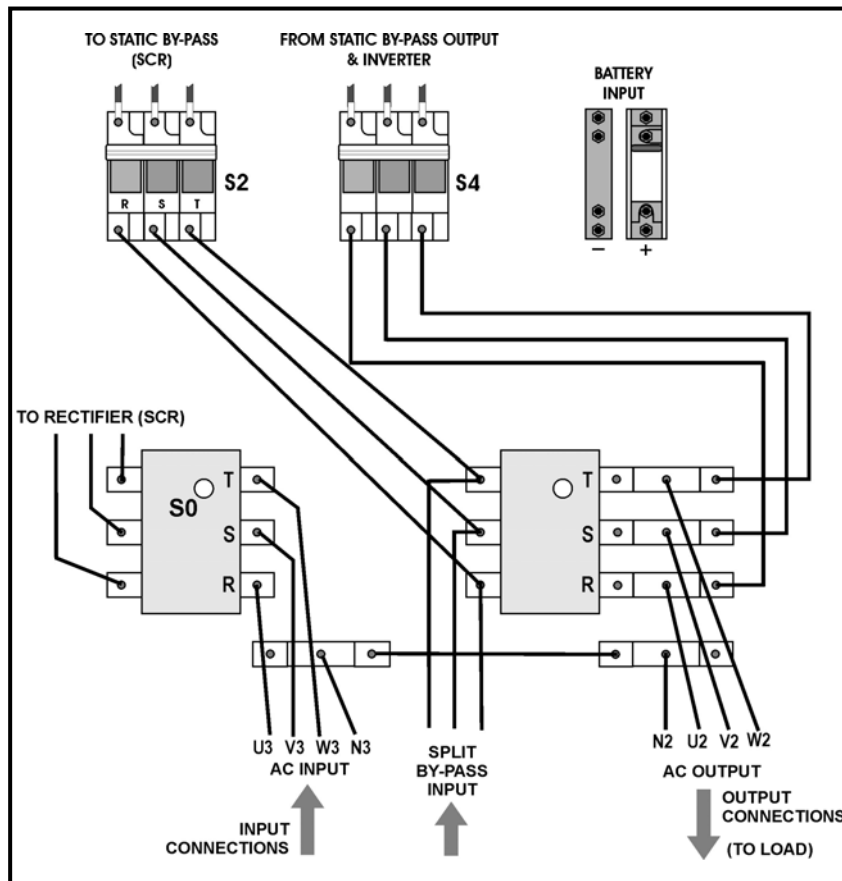 TO STATIC BY-PASS
(SCR)
FROM STATIC BY-PASS OUTPUT
& INVERTER
BATTERY
INPUT
S2
R S T
S4
− +
TO RECTIFIER (SCR)
S0
T
S
R
T
S
R
U3 V3 W3 N3
AC INPUT
SPLIT
BY-PASS
INPUT
N2 U2 V2 W2
AC OUTPUT
INPUT
CONNECTIONS
OUTPUT
CONNECTIONS
(TO LOAD)